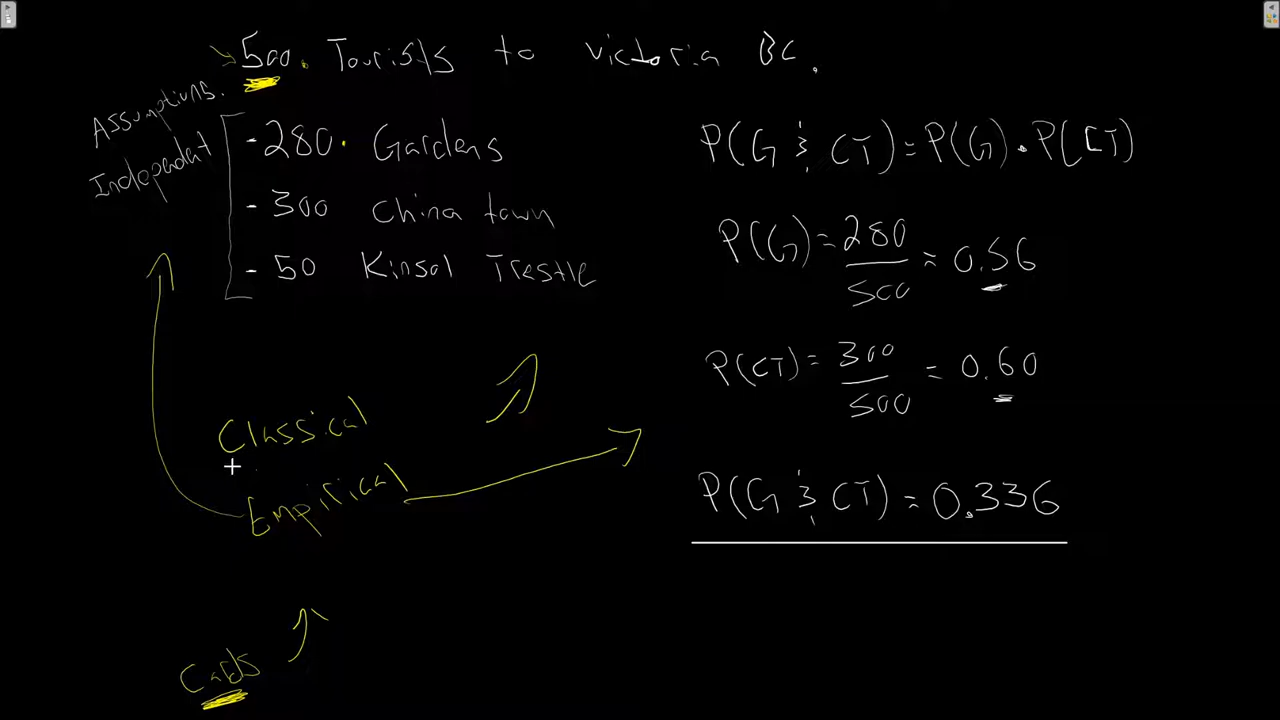 500 Tourists to Victoria BC.
Assumptions.
Independent
- 280 Gardens
- 300 China town
- 50 Kinsol Trestle
P(G & CT) = P(G) · P(CT)
P(G) = 280/500 = 0.56
P(CT) = 300/500 = 0.60
P(G & CT) = 0.336
Classical
Empirical
Cards